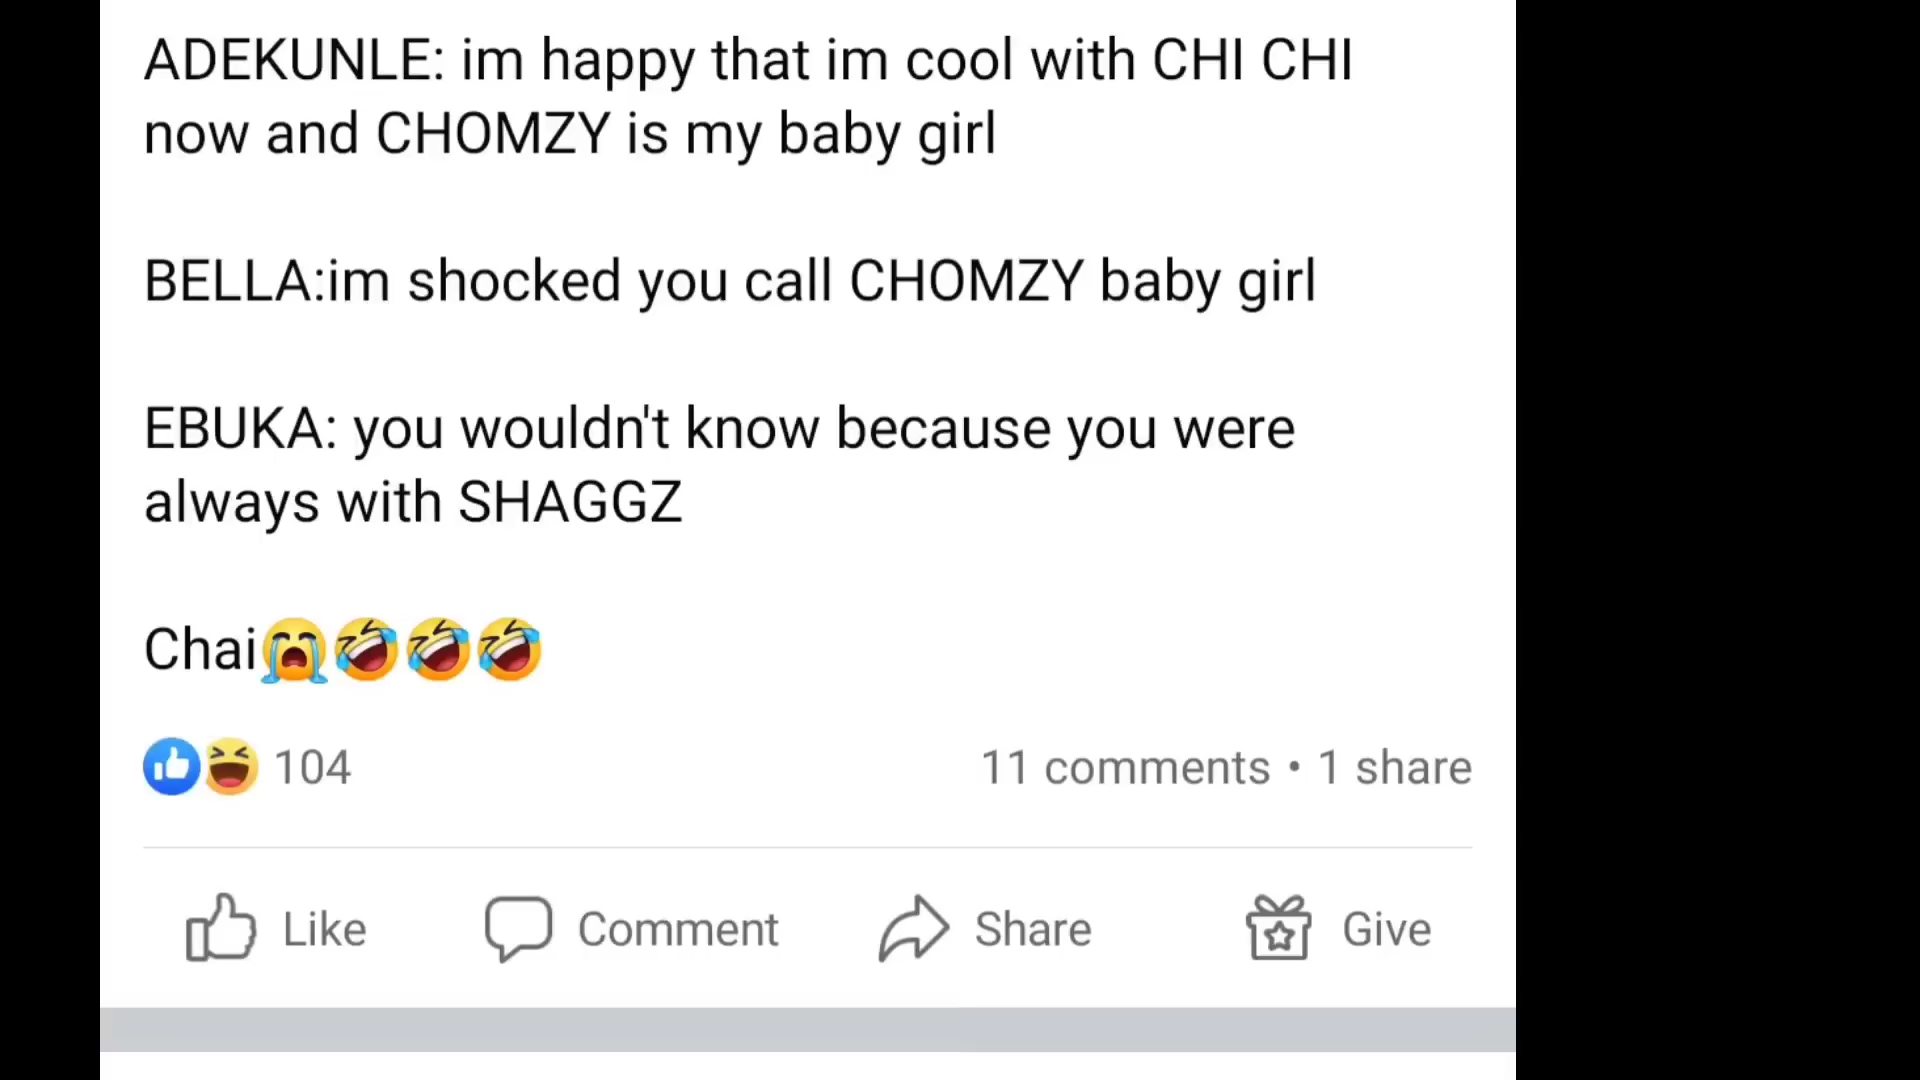 ADEKUNLE: im happy that im cool with CHI CHI
now and CHOMZY is my baby girl
BELLA:im shocked you call CHOMZY baby girl
EBUKA: you wouldn't know because you were
always with SHAGGZ
Chai😭🤣🤣🤣
104
11 comments • 1 share
Like
Comment
Share
Give